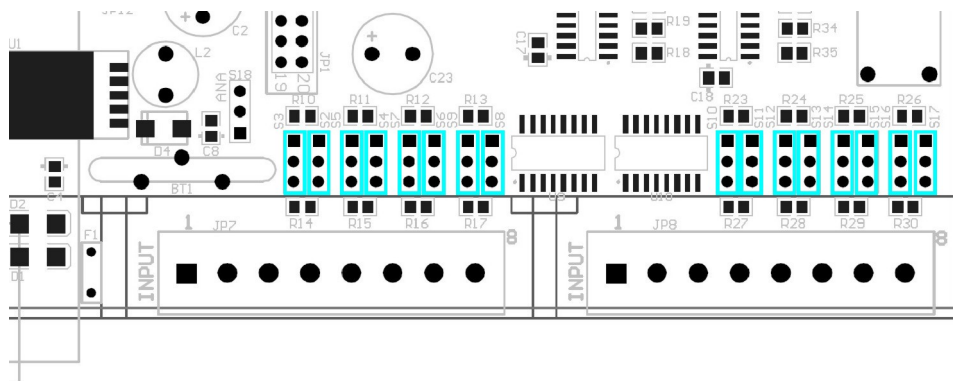 JP12
C2
R19
R34
U1
L2
JP1
C17
R18
R35
19
20
C23
S18
ANA
C18
R10
R11
R12
R13
R23
R24
R25
R26
S3
S2
S5
S4
S7
S6
S9
S8
S10
S11
S12
S13
S14
S15
S16
S17
D4
C8
BT1
D2
R14
R15
R16
R17
R27
R28
R29
R30
F1
1
JP7
8
1
JP8
8
D1
INPUT
INPUT